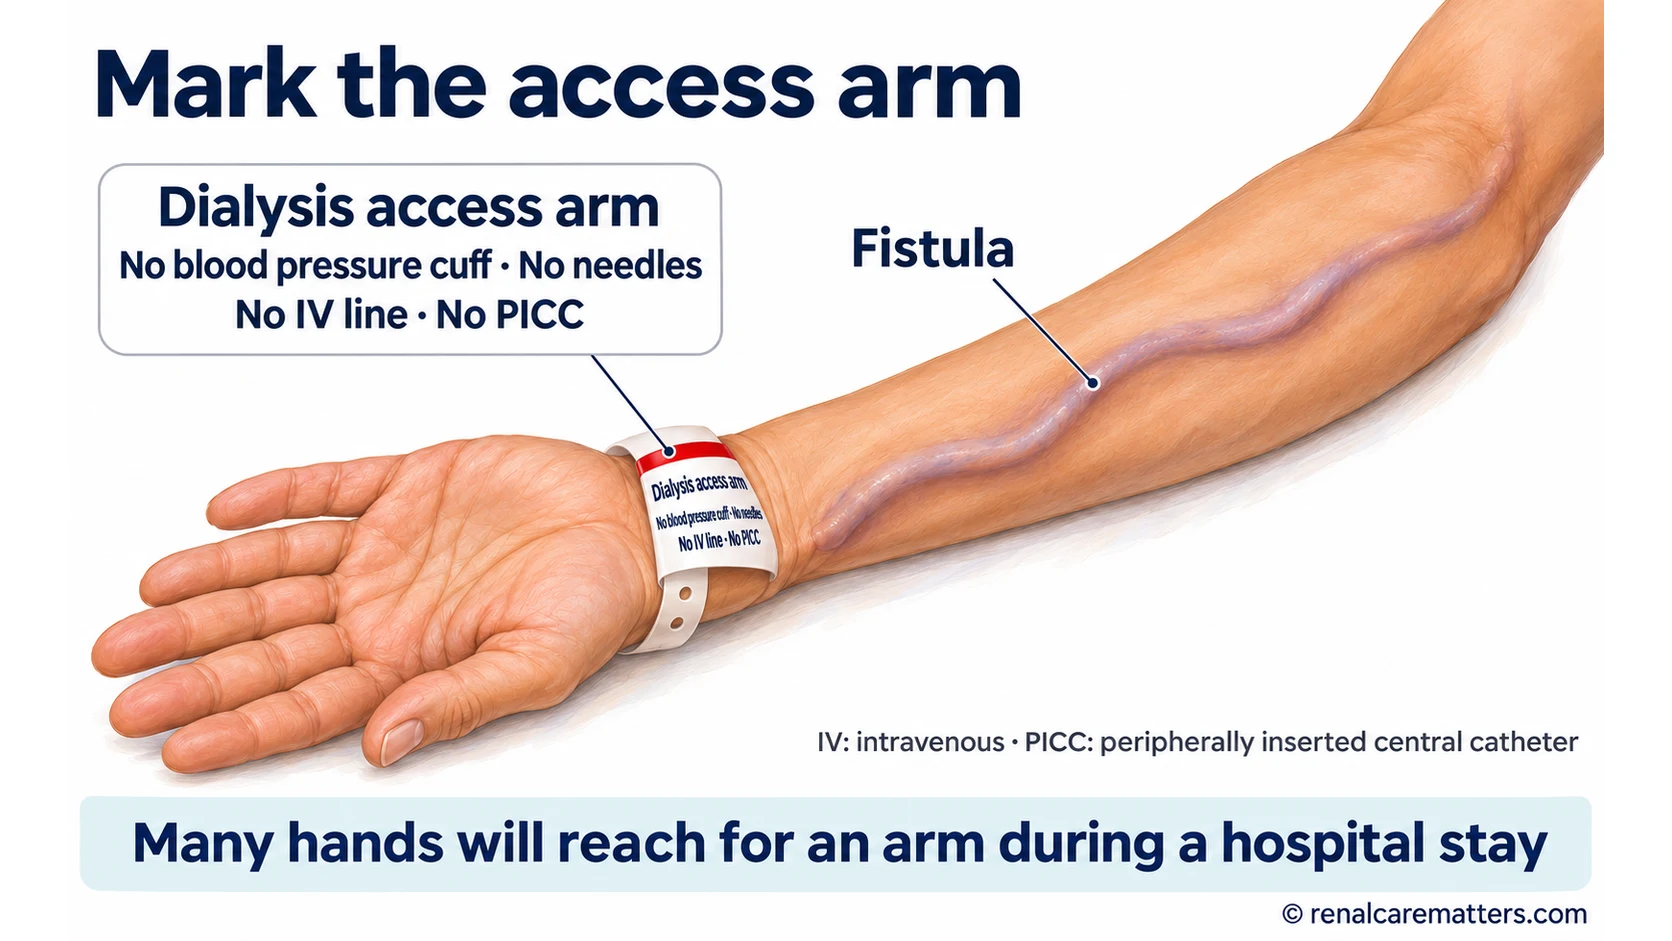 Mark the access arm
Dialysis access arm
No blood pressure cuff · No needles
No IV line · No PICC
Fistula
Dialysis access arm
No blood pressure cuff · No needles
No IV line · No PICC
IV: intravenous · PICC: peripherally inserted central catheter
Many hands will reach for an arm during a hospital stay
© renalcarematters.com